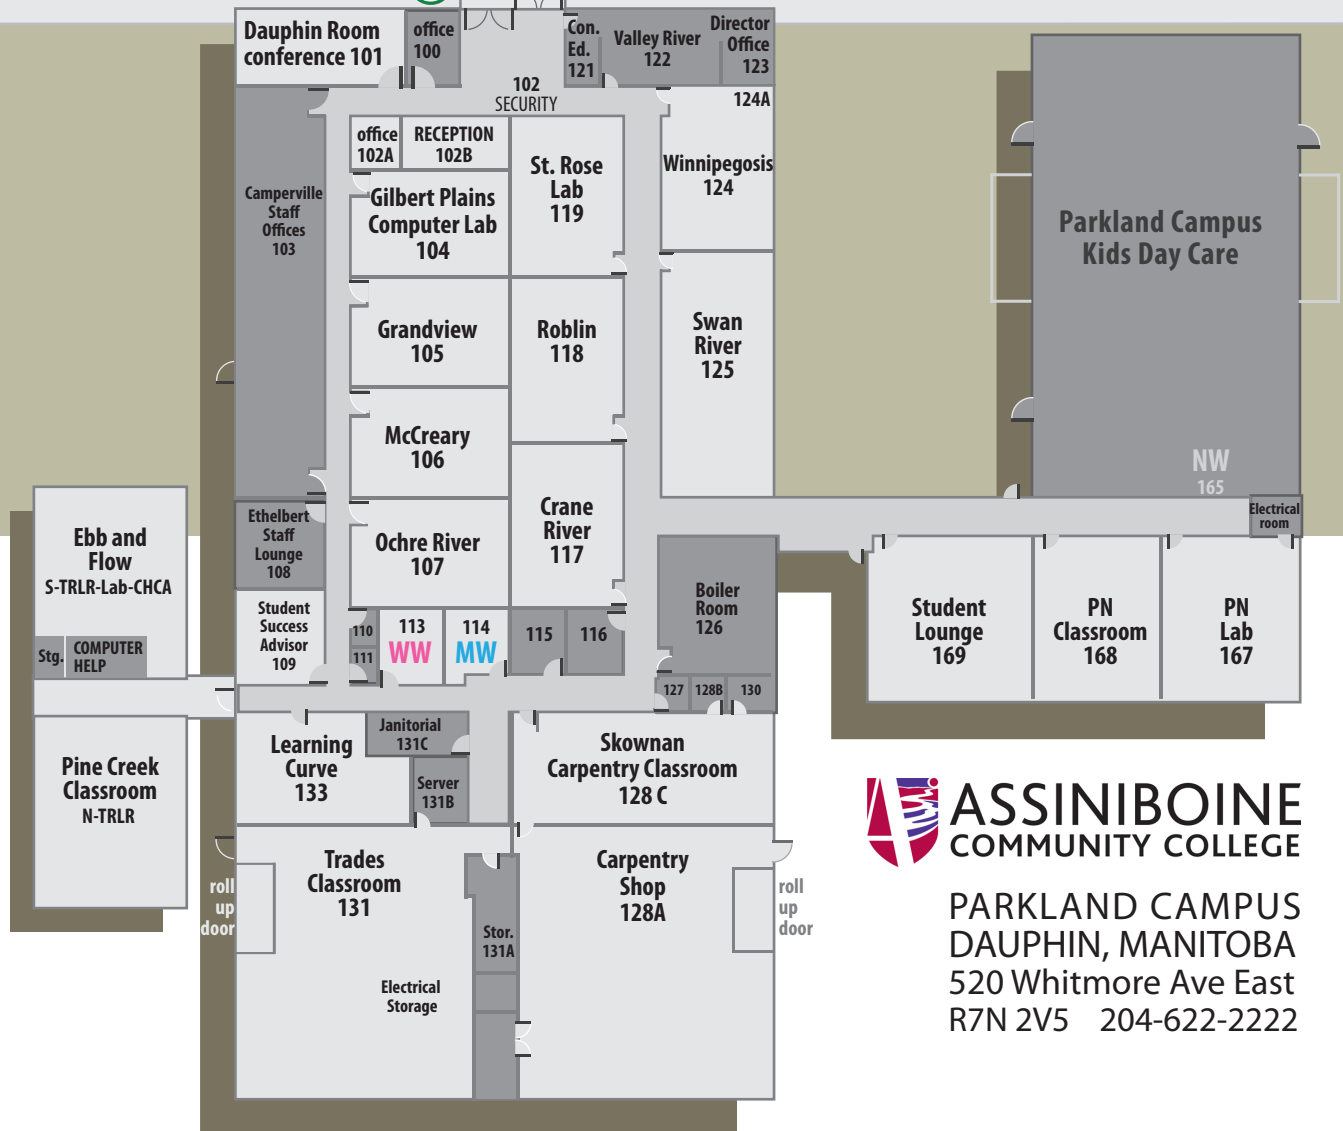 Dauphin Room
conference 101
office
100
Con.
Ed.
121
Valley River
122
Director
Office
123
102
SECURITY
124A
office
102A
RECEPTION
102B
St. Rose
Lab
119
Winnipegosis
124
Camperville
Staff
Offices
103
Gilbert Plains
Computer Lab
104
Parkland Campus
Kids Day Care
Grandview
105
Roblin
118
Swan
River
125
McCreary
106
NW
165
Electrical
room
Crane
River
117
Ethelbert
Staff
Lounge
108
Ochre River
107
Ebb and
Flow
S-TRLR-Lab-CHCA
Stg.
COMPUTER
HELP
Student
Success
Advisor
109
110
111
113
WW
114
MW
115
116
Boiler
Room
126
Student
Lounge
169
PN
Classroom
168
PN
Lab
167
127
128B
130
Janitorial
131C
Learning
Curve
133
Server
131B
Skownan
Carpentry Classroom
128 C
Pine Creek
Classroom
N-TRLR
Trades
Classroom
131
Carpentry
Shop
128A
roll
up
door
roll
up
door
Stor.
131A
Electrical
Storage
ASSINIBOINE
COMMUNITY COLLEGE
PARKLAND CAMPUS
DAUPHIN, MANITOBA
520 Whitmore Ave East
R7N 2V5 204-622-2222